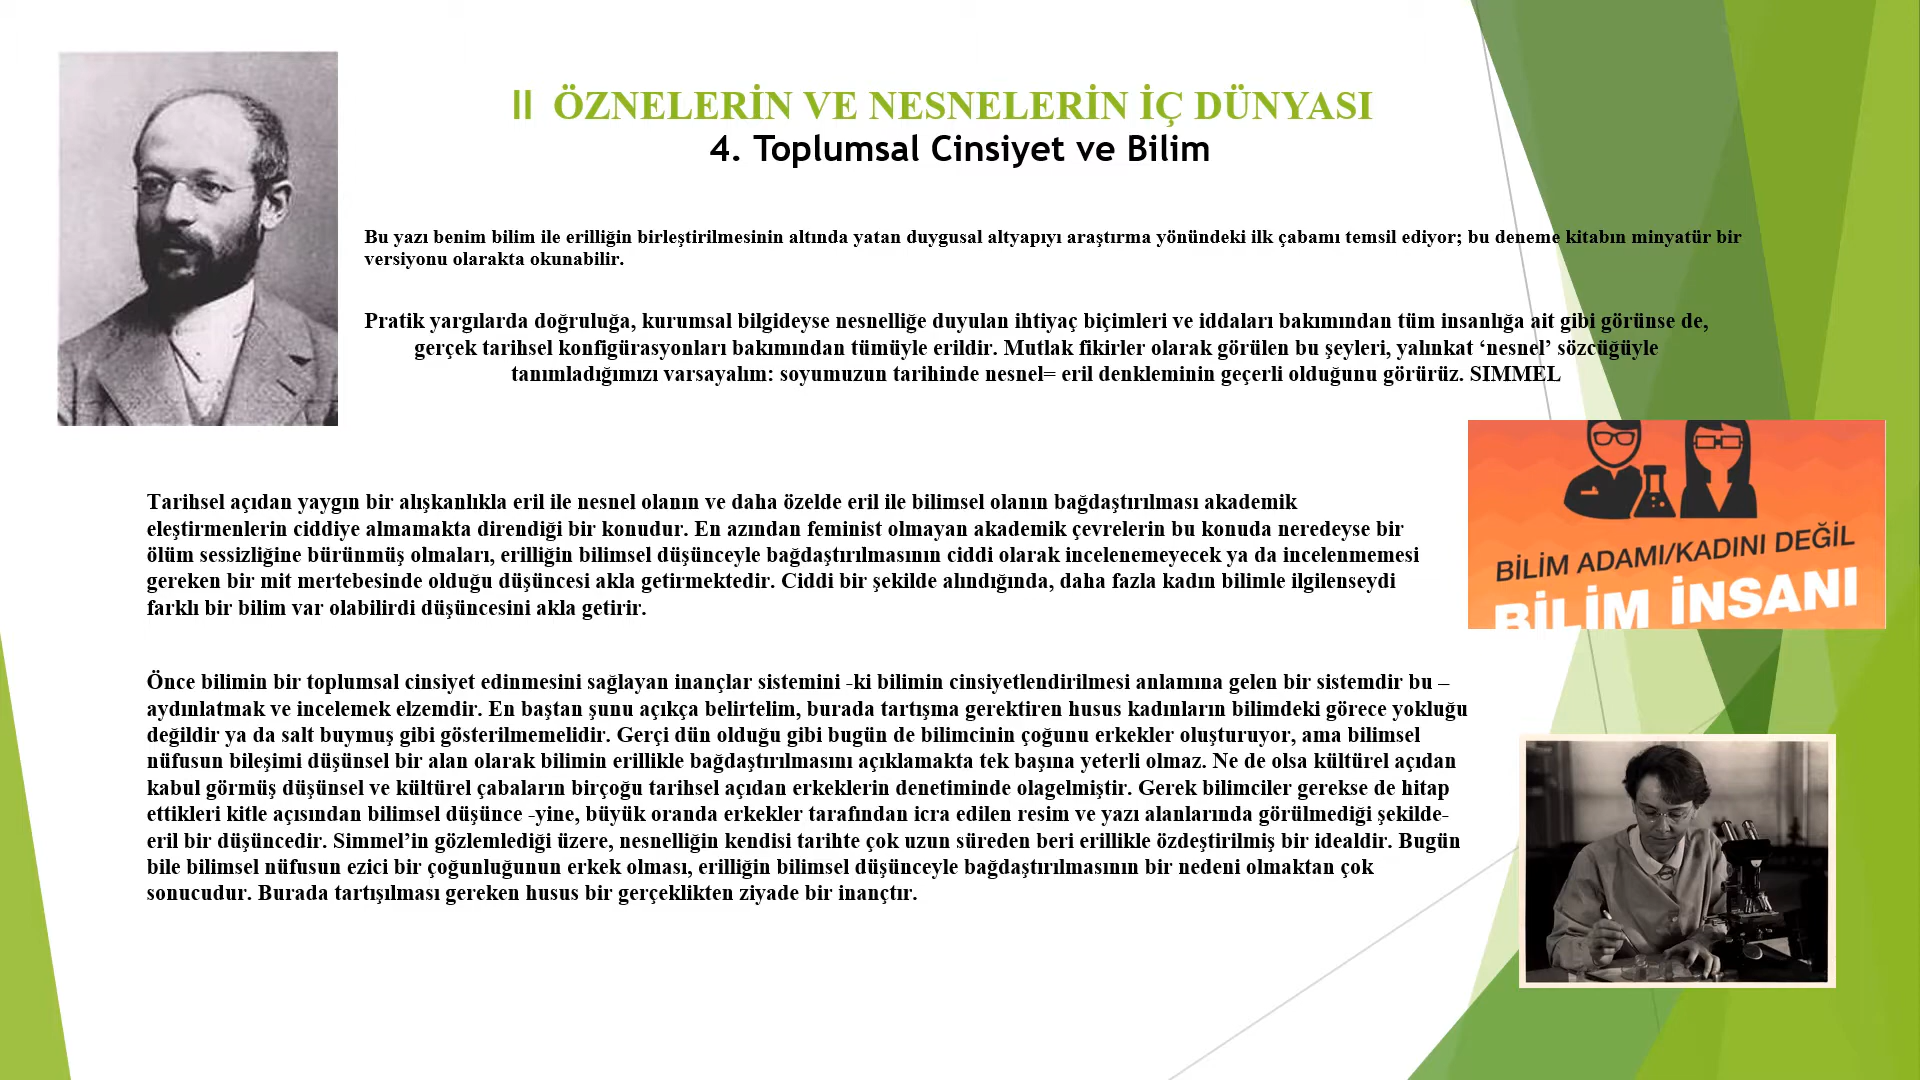 II ÖZNELERİN VE NESNELERİN İÇ DÜNYASI
4. Toplumsal Cinsiyet ve Bilim
Bu yazı benim bilim ile erilliğin birleştirilmesinin altında yatan duygusal altyapıyı araştırma yönündeki ilk çabamı temsil ediyor; bu deneme kitabın minyatür bir
versiyonu olarakta okunabilir.
Pratik yargılarda doğruluğa, kurumsal bilgideyse nesnelliğe duyulan ihtiyaç biçimleri ve iddaları bakımından tüm insanlığa ait gibi görünse de,
gerçek tarihsel konfigürasyonları bakımından tümüyle erildir. Mutlak fikirler olarak görülen bu şeyleri, yalınkat ‘nesnel’ sözcüğüyle
tanımladığımızı varsayalım: soyumuzun tarihinde nesnel= eril denkleminin geçerli olduğunu görürüz. SIMMEL
Tarihsel açıdan yaygın bir alışkanlıkla eril ile nesnel olanın ve daha özelde eril ile bilimsel olanın bağdaştırılması akademik
eleştirmenlerin ciddiye almamakta direndiği bir konudur. En azından feminist olmayan akademik çevrelerin bu konuda neredeyse bir
ölüm sessizliğine bürünmüş olmaları, erilliğin bilimsel düşünceyle bağdaştırılmasının ciddi olarak incelenemeyecek ya da incelenmemesi
gereken bir mit mertebesinde olduğu düşüncesi akla getirmektedir. Ciddi bir şekilde alındığında, daha fazla kadın bilimle ilgilenseydi
farklı bir bilim var olabilirdi düşüncesini akla getirir.
BİLİM ADAMI/KADINI DEĞİL
BİLİM İNSANI
Önce bilimin bir toplumsal cinsiyet edinmesini sağlayan inançlar sistemini -ki bilimin cinsiyetlendirilmesi anlamına gelen bir sistemdir bu –
aydınlatmak ve incelemek elzemdir. En baştan şunu açıkça belirtelim, burada tartışma gerektiren husus kadınların bilimdeki görece yokluğu
değildir ya da salt buymuş gibi gösterilmemelidir. Gerçi dün olduğu gibi bugün de bilimcinin çoğunu erkekler oluşturuyor, ama bilimsel
nüfusun bileşimi düşünsel bir alan olarak bilimin erillikle bağdaştırılmasını açıklamakta tek başına yeterli olmaz. Ne de olsa kültürel açıdan
kabul görmüş düşünsel ve kültürel çabaların birçoğu tarihsel açıdan erkeklerin denetiminde olagelmiştir. Gerek bilimciler gerekse de hitap
ettikleri kitle açısından bilimsel düşünce -yine, büyük oranda erkekler tarafından icra edilen resim ve yazı alanlarında görülmediği şekilde-
eril bir düşüncedir. Simmel’in gözlemlediği üzere, nesnelliğin kendisi tarihte çok uzun süreden beri erillikle özdeştirilmiş bir idealdir. Bugün
bile bilimsel nüfusun ezici bir çoğunluğunun erkek olması, erilliğin bilimsel düşünceyle bağdaştırılmasının bir nedeni olmaktan çok
sonucudur. Burada tartışılması gereken husus bir gerçeklikten ziyade bir inançtır.